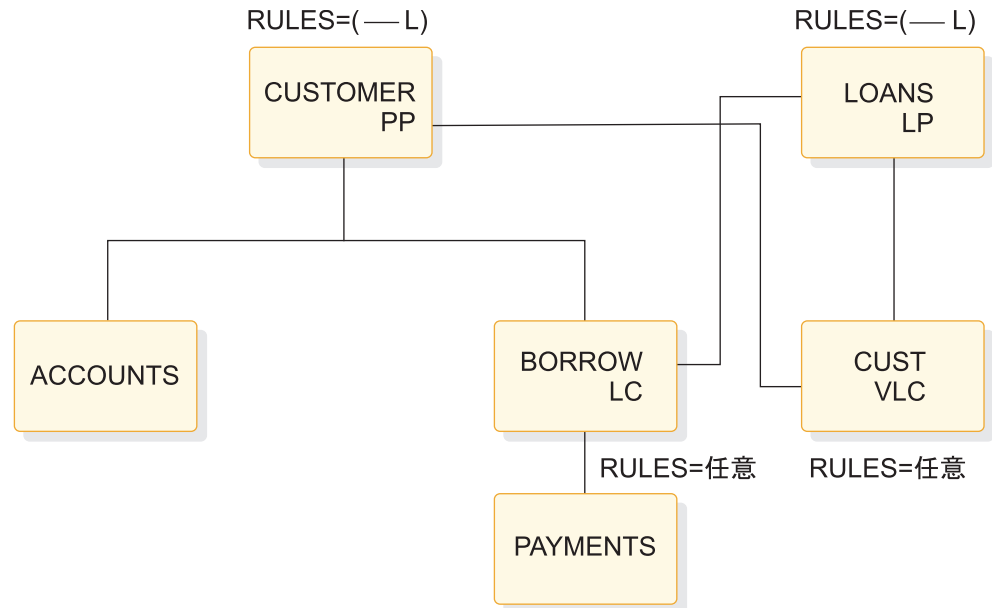 RULES=( — L)
RULES=( — L)
CUSTOMER
PP
LOANS
LP
ACCOUNTS
BORROW
LC
CUST
VLC
RULES=任意
RULES=任意
PAYMENTS